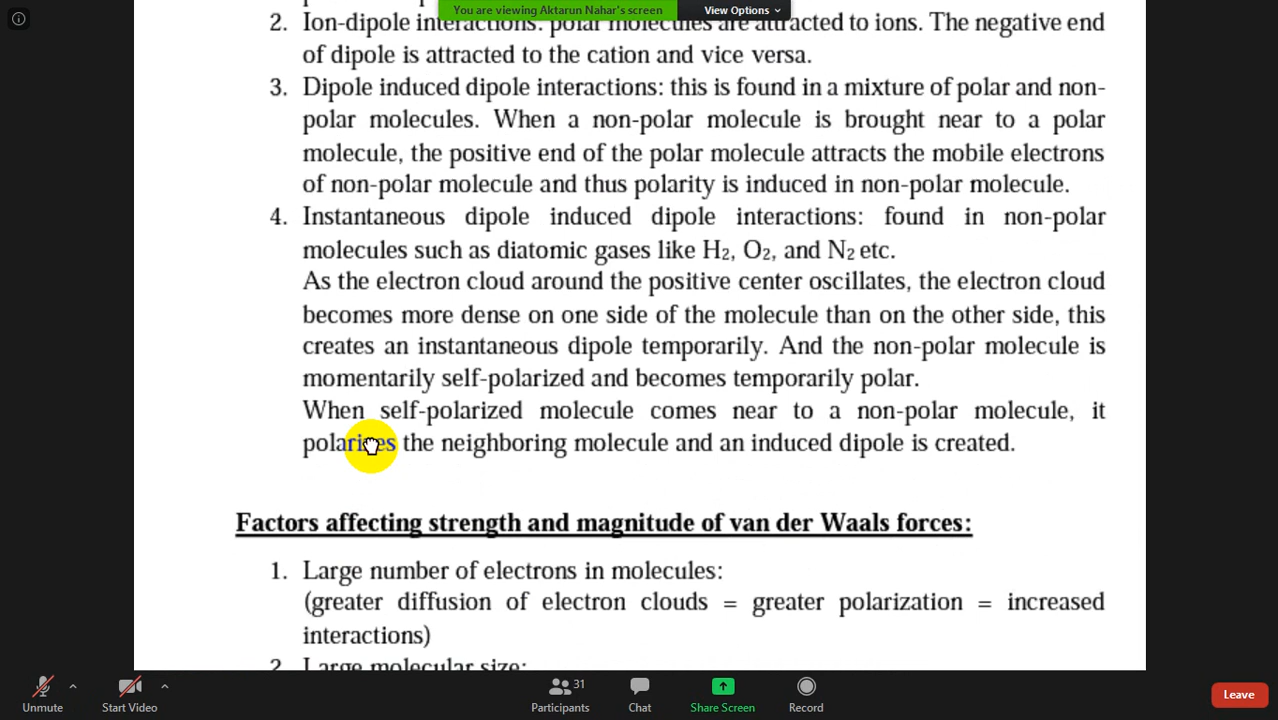 You are viewing Aktarun Nahar's screen View Options
2. Ion-dipole interactions: polar molecules are attracted to ions. The negative end
of dipole is attracted to the cation and vice versa.
3. Dipole induced dipole interactions: this is found in a mixture of polar and non-
polar molecules. When a non-polar molecule is brought near to a polar
molecule, the positive end of the polar molecule attracts the mobile electrons
of non-polar molecule and thus polarity is induced in non-polar molecule.
4. Instantaneous dipole induced dipole interactions: found in non-polar
molecules such as diatomic gases like H₂, O₂, and N₂ etc.
As the electron cloud around the positive center oscillates, the electron cloud
becomes more dense on one side of the molecule than on the other side, this
creates an instantaneous dipole temporarily. And the non-polar molecule is
momentarily self-polarized and becomes temporarily polar.
When self-polarized molecule comes near to a non-polar molecule, it
polarizes the neighboring molecule and an induced dipole is created.
Factors affecting strength and magnitude of van der Waals forces:
1. Large number of electrons in molecules:
(greater diffusion of electron clouds = greater polarization = increased
interactions)
2. Large molecular size:
31
Unmute Start Video Participants Chat Share Screen Record Leave